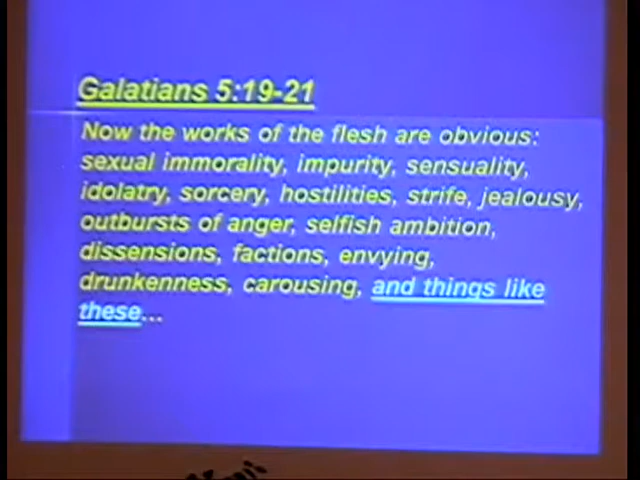 Galatians 5:19-21
Now the works of the flesh are obvious:
sexual immorality, impurity, sensuality,
idolatry, sorcery, hostilities, strife, jealousy,
outbursts of anger, selfish ambition,
dissensions, factions, envying,
drunkenness, carousing, and things like
these...